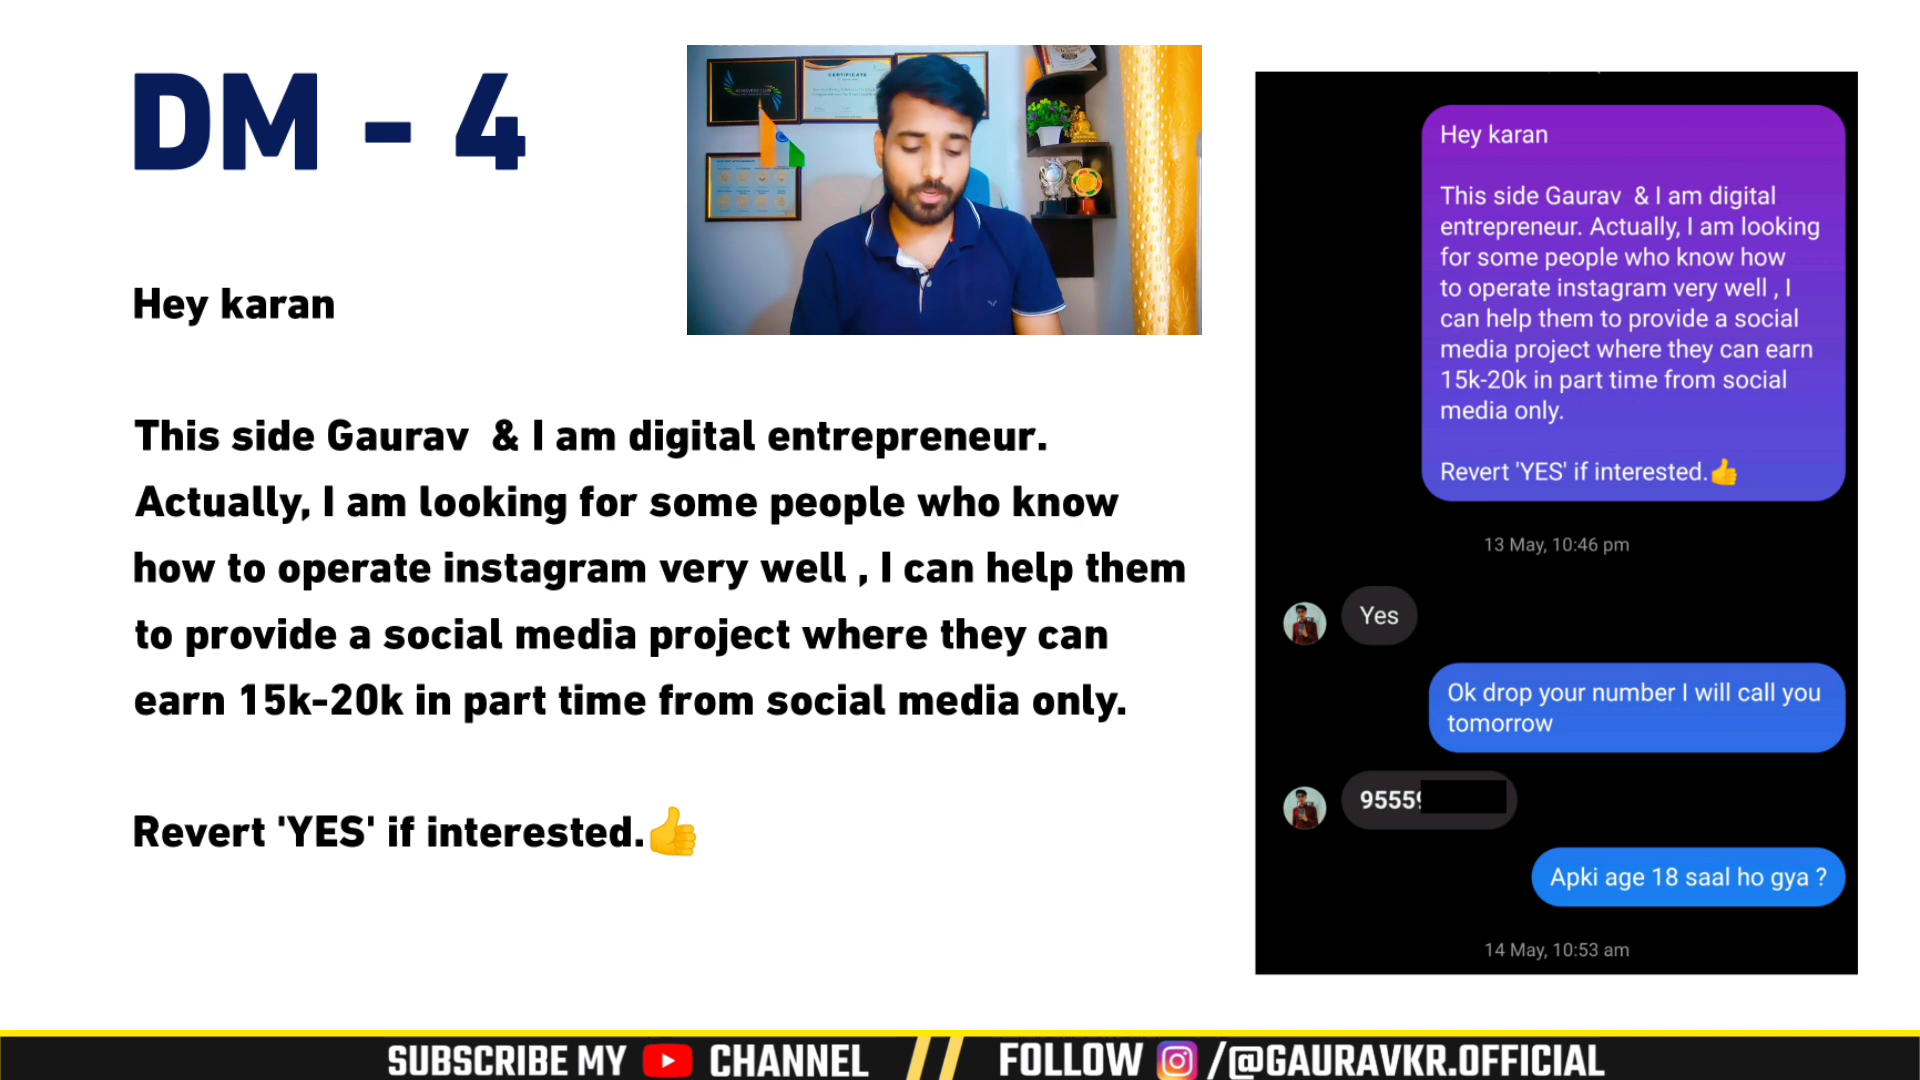 DM - 4
Hey karan
This side Gaurav  & I am digital entrepreneur.
Actually, I am looking for some people who know
how to operate instagram very well , I can help them
to provide a social media project where they can
earn 15k-20k in part time from social media only.
Revert 'YES' if interested.👍
CERTIFICATE
Hey karan
This side Gaurav  & I am digital
entrepreneur. Actually, I am looking
for some people who know how
to operate instagram very well , I
can help them to provide a social
media project where they can earn
15k-20k in part time from social
media only.
Revert 'YES' if interested.👍
13 May, 10:46 pm
Yes
Ok drop your number I will call you
tomorrow
9555
Apki age 18 saal ho gya ?
14 May, 10:53 am
SUBSCRIBE MY CHANNEL // FOLLOW /@GAURAVKR.OFFICIAL